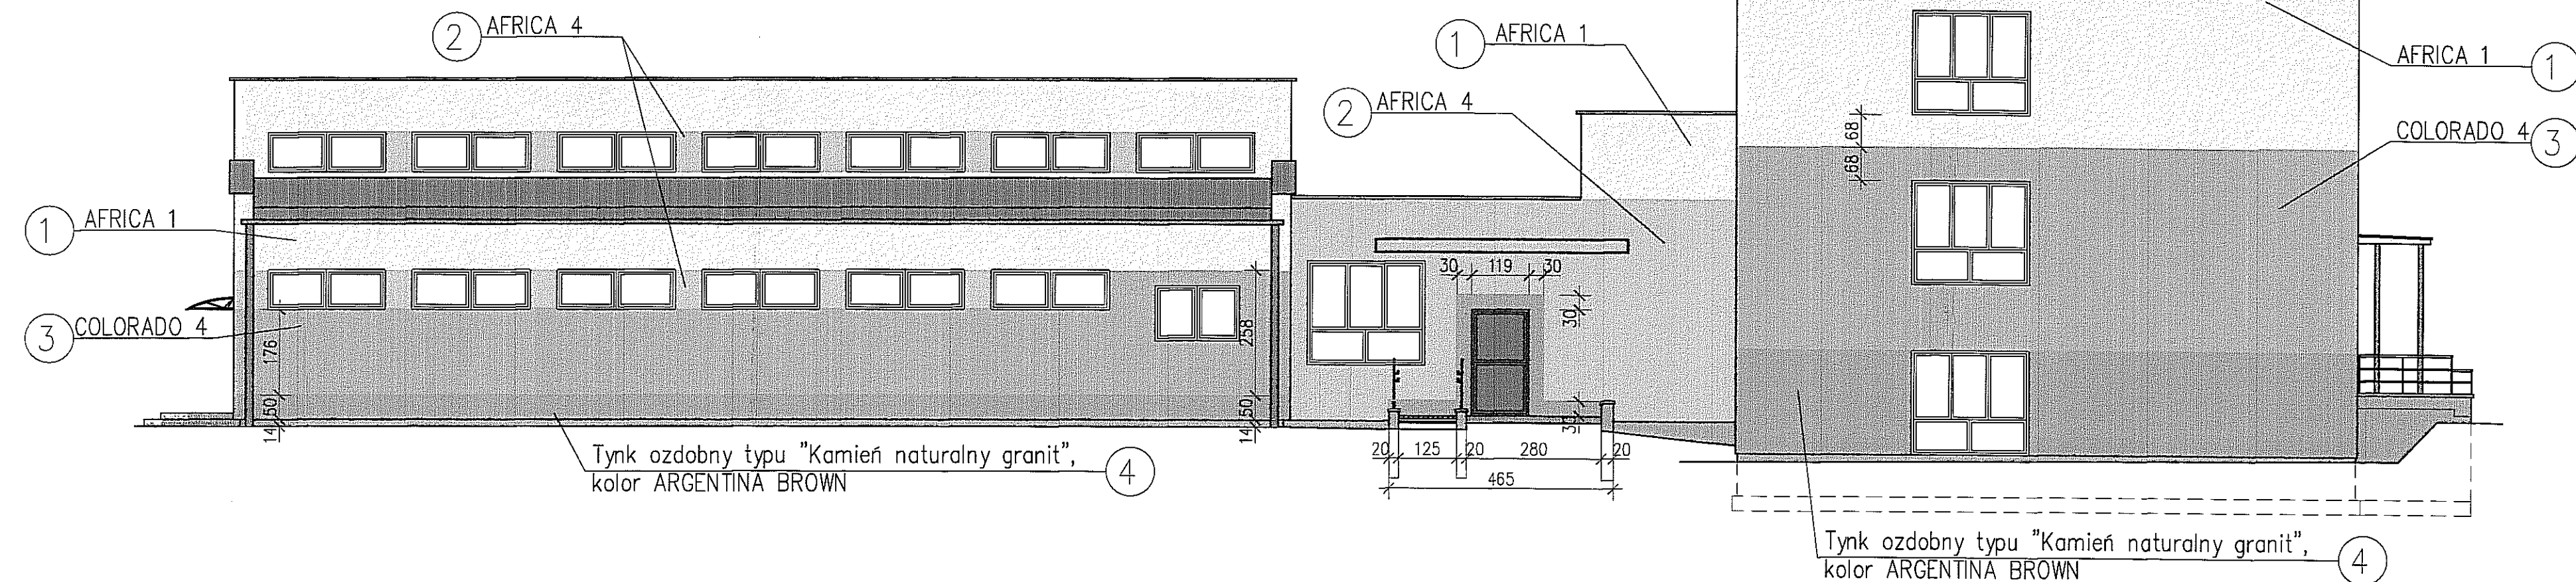 2 AFRICA 4
1 AFRICA 1
AFRICA 1 1
2 AFRICA 4
68
COLORADO 4 3
68
1 AFRICA 1
30 119 30
30
258
3 COLORADO 4
176
50
14
50
14
20 125 20 280 20
465
Tynk ozdobny typu "Kamień naturalny granit",
kolor ARGENTINA BROWN
4
Tynk ozdobny typu "Kamień naturalny granit",
kolor ARGENTINA BROWN
4